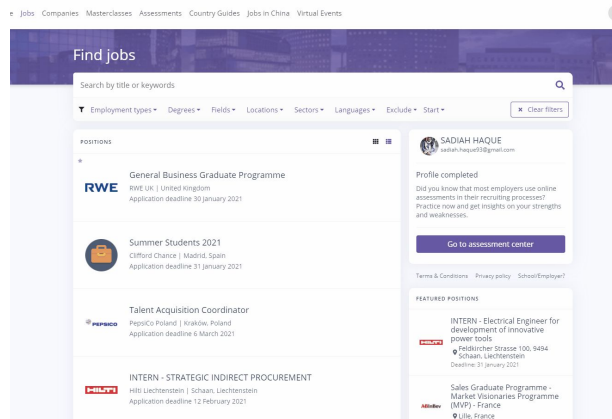 e Jobs Companies Masterclasses Assessments Country Guides Jobs in China Virtual Events
Find jobs
Search by title or keywords
Employment types Degrees Fields Locations Sectors Languages Exclude Start × Clear filters
POSITIONS
RWE
General Business Graduate Programme
RWE UK | United Kingdom
Application deadline 30 January 2021
Summer Students 2021
Clifford Chance | Madrid, Spain
Application deadline 31 January 2021
PEPSICO
Talent Acquisition Coordinator
PepsiCo Poland | Kraków, Poland
Application deadline 6 March 2021
HILTI
INTERN - STRATEGIC INDIRECT PROCUREMENT
Hilti Liechtenstein | Schaan, Liechtenstein
Application deadline 12 February 2021
SADIAH HAQUE
sadiah.haque93@gmail.com
Profile completed
Did you know that most employers use online
assessments in their recruiting processes?
Practice now and get insights on your strengths
and weaknesses.
Go to assessment center
Terms & Conditions Privacy policy School/Employer?
FEATURED POSITIONS
HILTI
INTERN - Electrical Engineer for
development of innovative
power tools
Feldkircher Strasse 100, 9494
Schaan, Liechtenstein
Deadline: 31 January 2021
ABInBev
Sales Graduate Programme -
Market Visionaries Programme
(MVP) - France
Lille, France